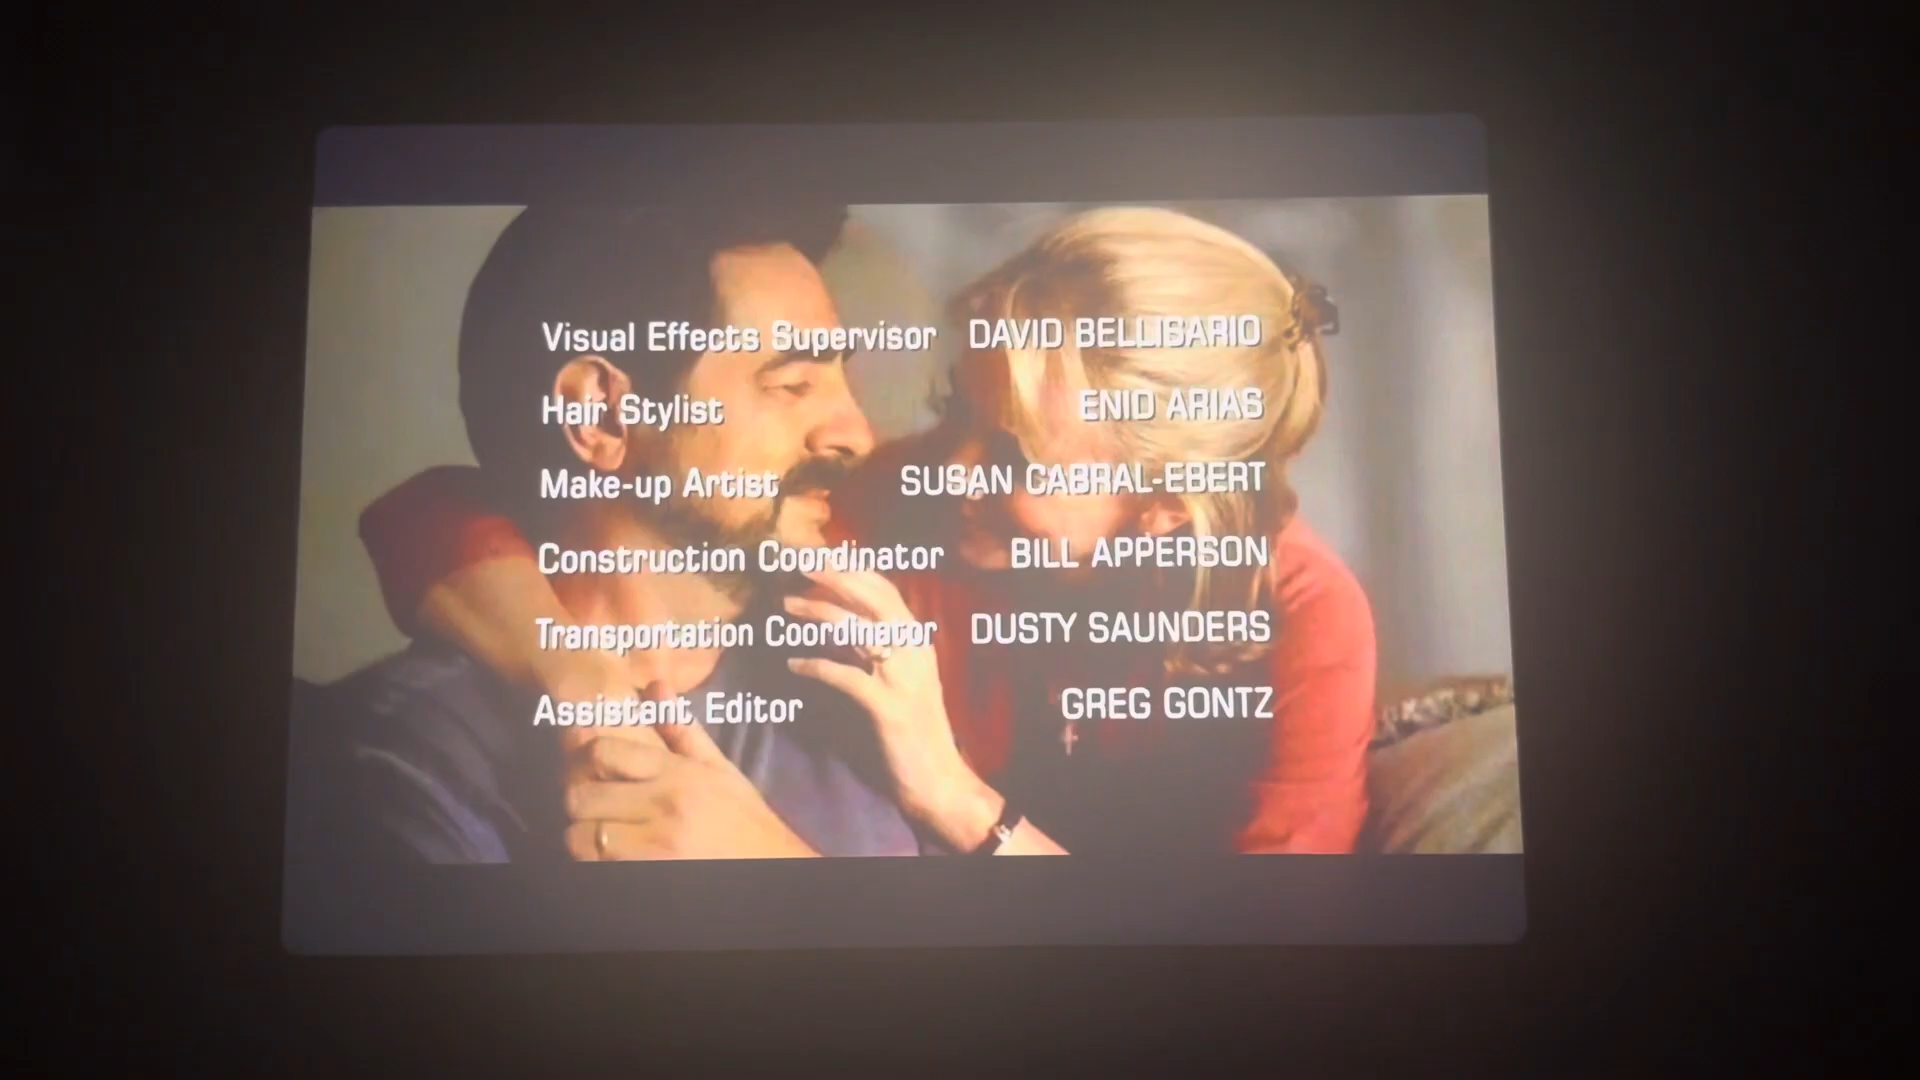 Visual Effects Supervisor DAVID BELLISARIO
Hair Stylist ENID ARIAS
Make-up Artist SUSAN CABRAL-EBERT
Construction Coordinator BILL APPERSON
Transportation Coordinator DUSTY SAUNDERS
Assistant Editor GREG GONTZ